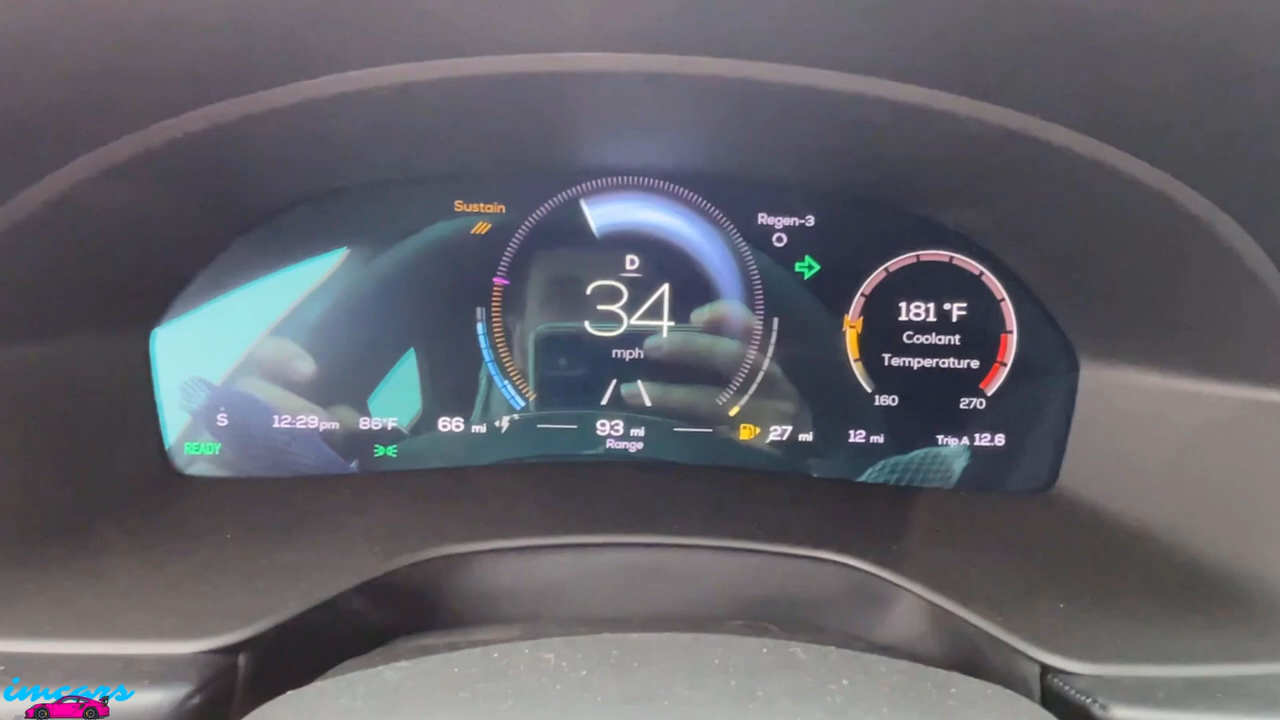 Sustain
Regen-3
D
34
mph
181 °F
Coolant
Temperature
160
270
S
12:29pm
86°F
66 mi
93 mi
Range
27 mi
12 mi
Trip A 12.6
READY
imcars